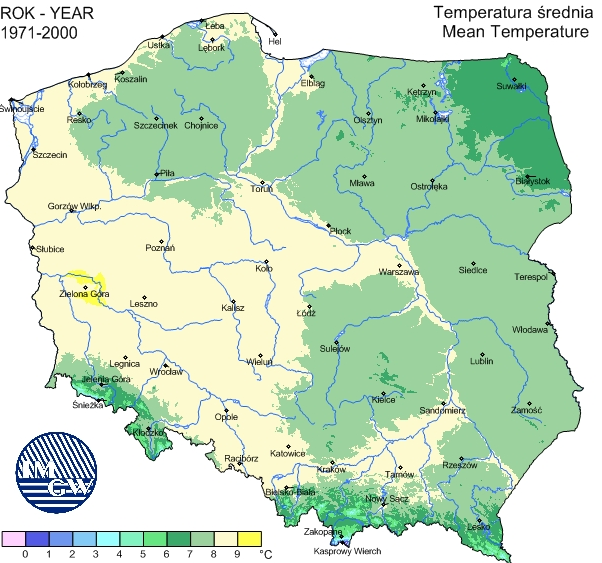 ROK - YEAR
1971-2000
Temperatura średnia
Mean Temperature
Łeba
Hel
Ustka
Lębork
Koszalin
Kołobrzeg
Elbląg
Kętrzyn
Suwałki
Świnoujście
Resko
Szczecinek
Chojnice
Olsztyn
Mikołajki
Szczecin
Piła
Toruń
Mława
Ostrołęka
Białystok
Gorzów Wlkp.
Płock
Słubice
Poznań
Koło
Warszawa
Siedlce
Terespol
Zielona Góra
Leszno
Kalisz
Łódź
Włodawa
Sulejów
Legnica
Wrocław
Wieluń
Lublin
Jelenia Góra
Śnieżka
Opole
Kielce
Sandomierz
Zamość
Kłodzko
Racibórz
Katowice
Kraków
Tarnów
Rzeszów
Bielsko-Biała
Nowy Sącz
Lesko
Zakopane
Kasprowy Wierch
IM
GW
0 1 2 3 4 5 6 7 8 9 °C